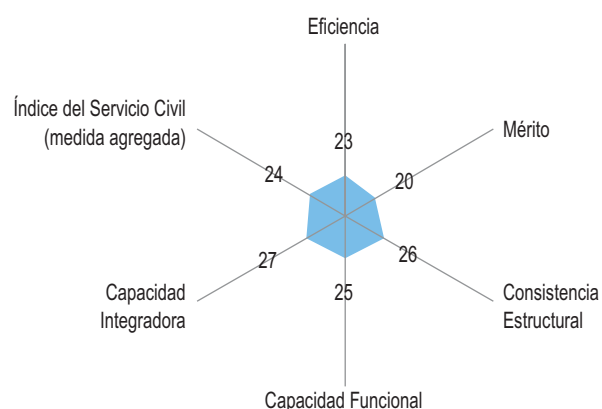 Eficiencia
23
Índice del Servicio Civil
(medida agregada)
Mérito
24
20
27
26
Capacidad
Integradora
25
Consistencia
Estructural
Capacidad Funcional